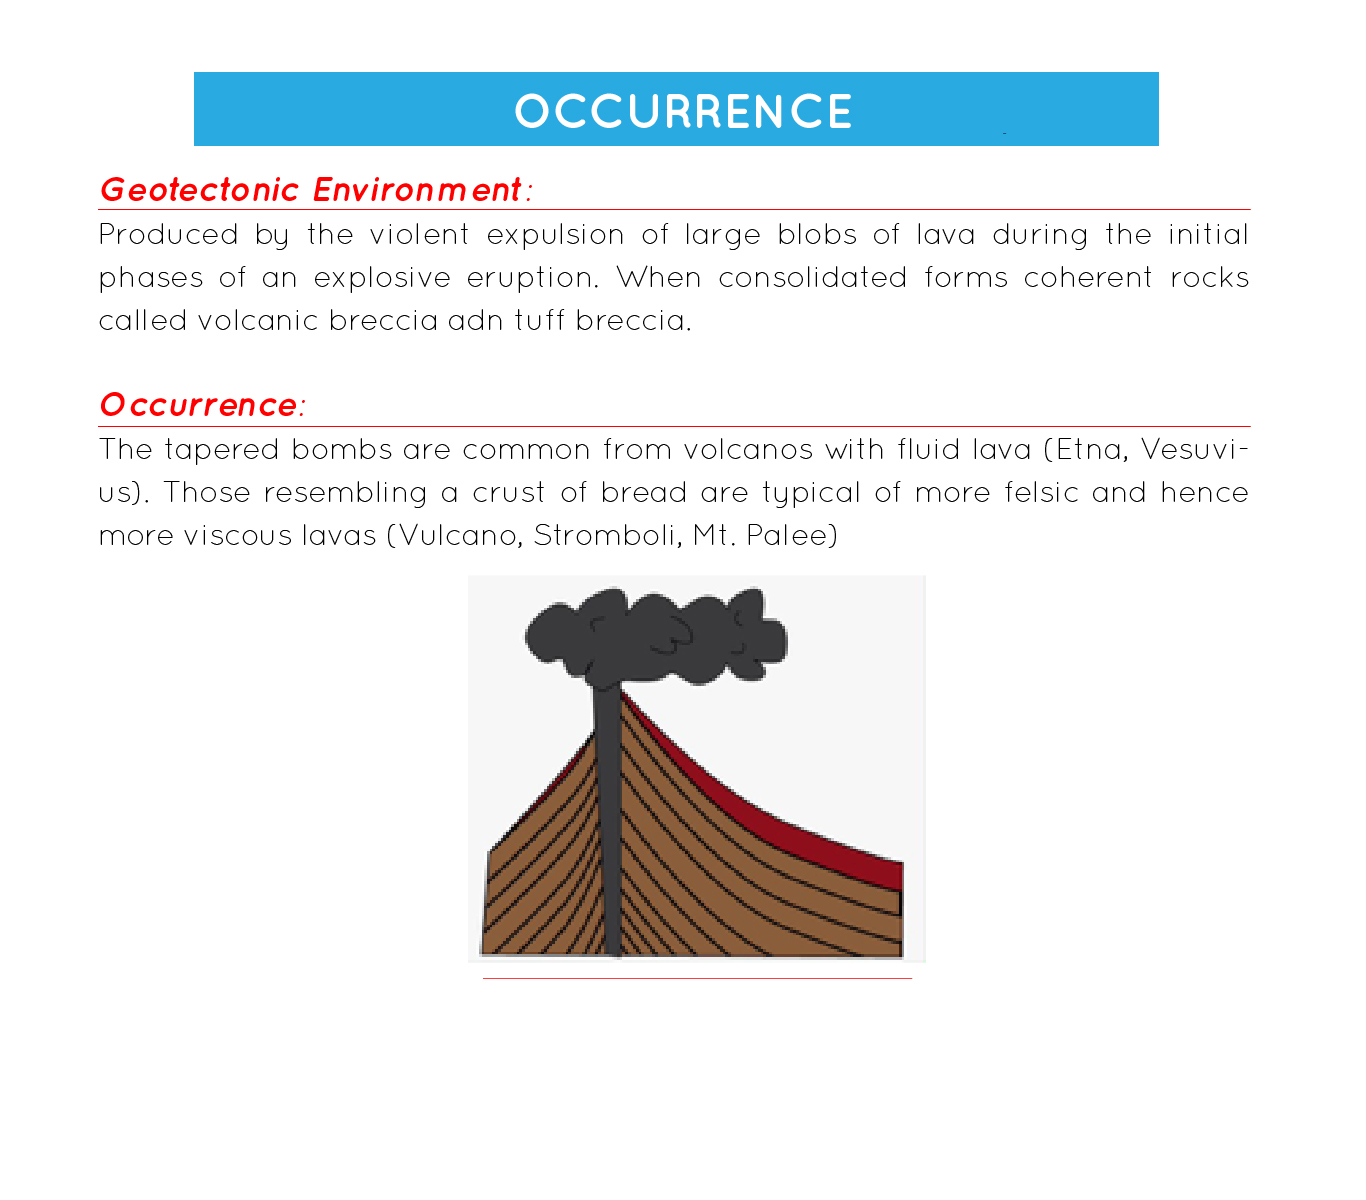 OCCURRENCE
Geotectonic Environment:
Produced by the violent expulsion of large blobs of lava during the initial
phases of an explosive eruption. When consolidated forms coherent rocks
called volcanic breccia adn tuff breccia.
Occurrence:
The tapered bombs are common from volcanos with fluid lava (Etna, Vesuvi-
us). Those resembling a crust of bread are typical of more felsic and hence
more viscous lavas (Vulcano, Stromboli, Mt. Palee)